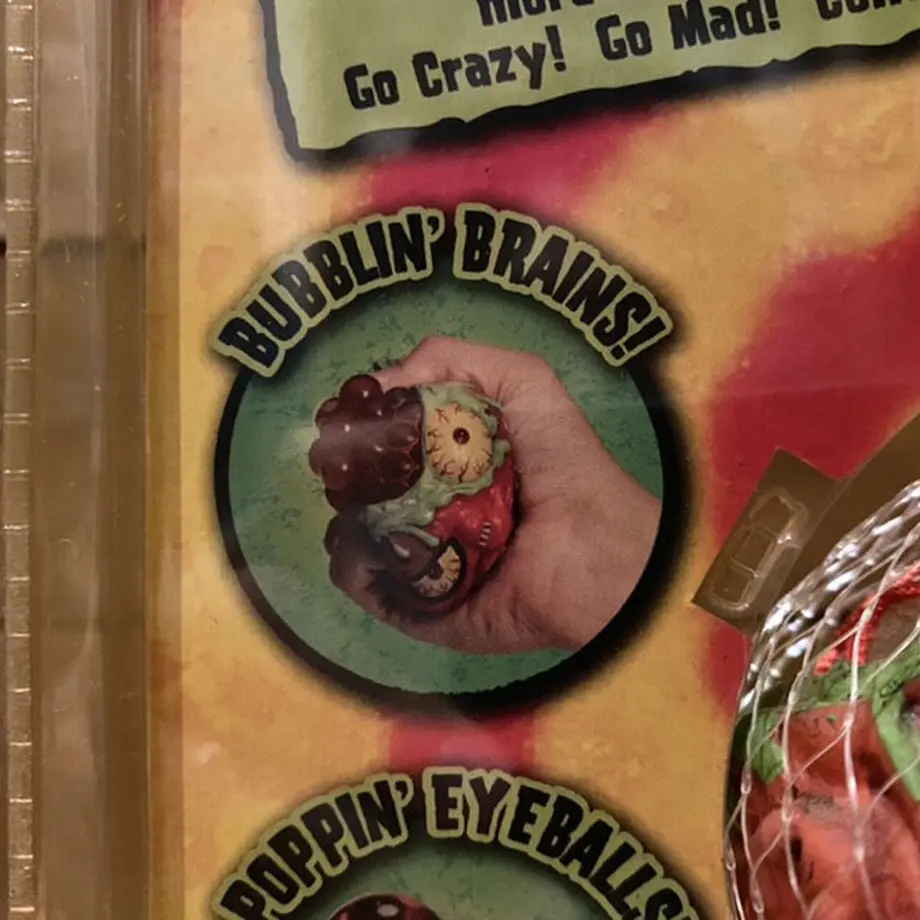 Go Crazy! Go Mad!
BUBBLIN' BRAINS!
POPPIN' EYEBALLS!